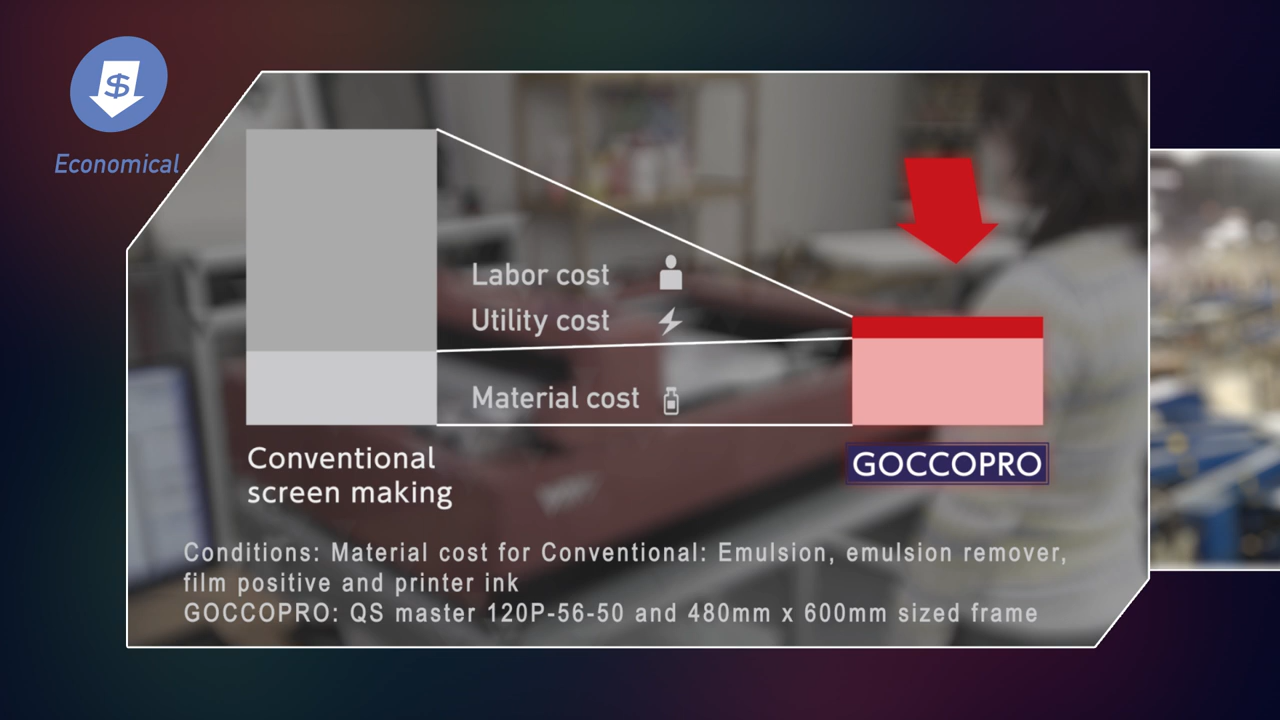 $
Economical
Labor cost
Utility cost
Material cost
Conventional
screen making
GOCCOPRO
Conditions: Material cost for Conventional: Emulsion, emulsion remover,
film positive and printer ink
GOCCOPRO: QS master 120P-56-50 and 480mm x 600mm sized frame